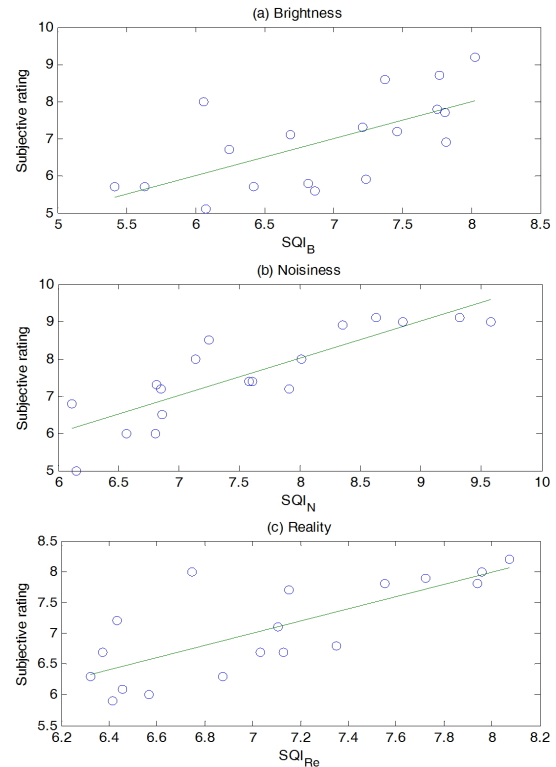 (a) Brightness
Subjective rating
10
9
8
7
6
5
5 5.5 6 6.5 7 7.5 8 8.5
SQI_B
(b) Noisiness
Subjective rating
10
9
8
7
6
5
6 6.5 7 7.5 8 8.5 9 9.5 10
SQI_N
(c) Reality
Subjective rating
8.5
8
7.5
7
6.5
6
5.5
6.2 6.4 6.6 6.8 7 7.2 7.4 7.6 7.8 8 8.2
SQI_Re